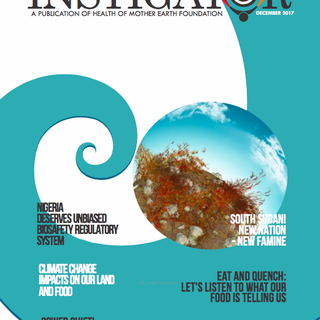 INSTIGATOR
A PUBLICATION OF HEALTH OF MOTHER EARTH FOUNDATION
DECEMBER 2017
NIGERIA
DESERVES UNBIASED
BIOSAFETY REGULATORY
SYSTEM
SOUTH SUDAN!
NEW NATION
- NEW FAMINE
CLIMATE CHANGE
IMPACTS ON OUR LAND
AND FOOD
EAT AND QUENCH:
LET'S LISTEN TO WHAT OUR
FOOD IS TELLING US